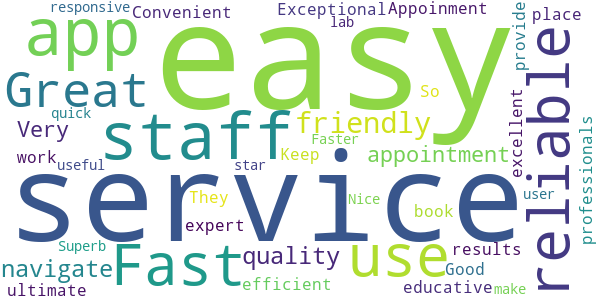 responsive
Convenient
Exceptional
Appoinment
lab
place
provide
app
easy
Great
reliable
staff
friendly
So
quick
Very
Faster
excellent
professionals
work
useful
star
Keep
appointment
service
They
Nice
book
user
expert
Superb
Fast
quality
use
results
navigate
Good
efficient
educative
make
ultimate